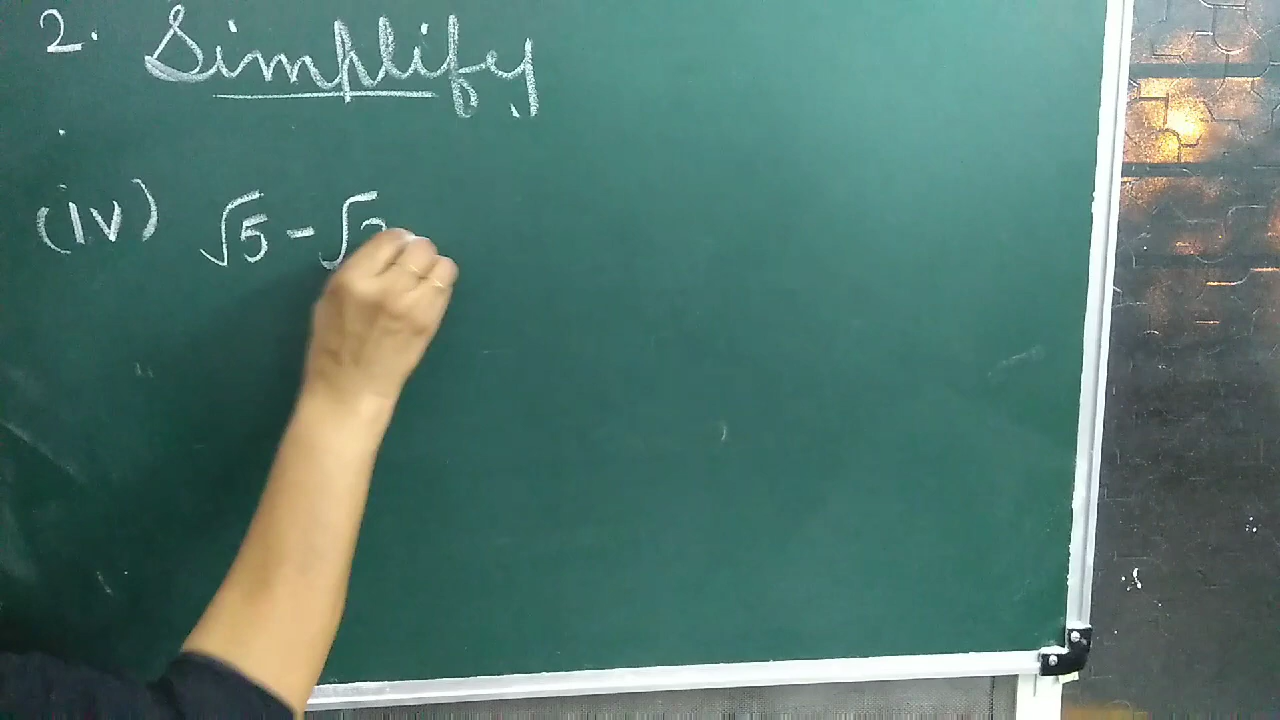 2. Simplify
(iv) √5 - √